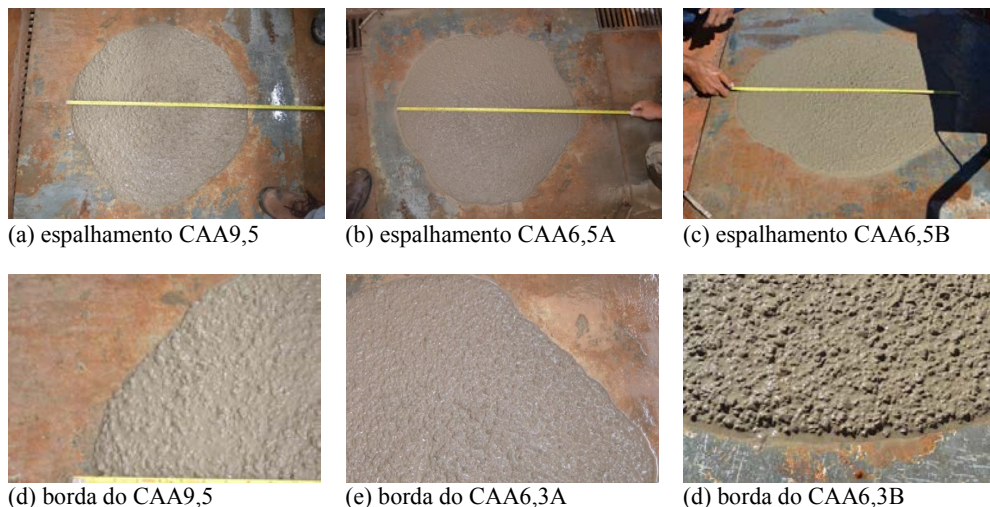 (a) espalhamento CAA9,5
(b) espalhamento CAA6,5A
(c) espalhamento CAA6,5B
(d) borda do CAA9,5
(e) borda do CAA6,3A
(d) borda do CAA6,3B